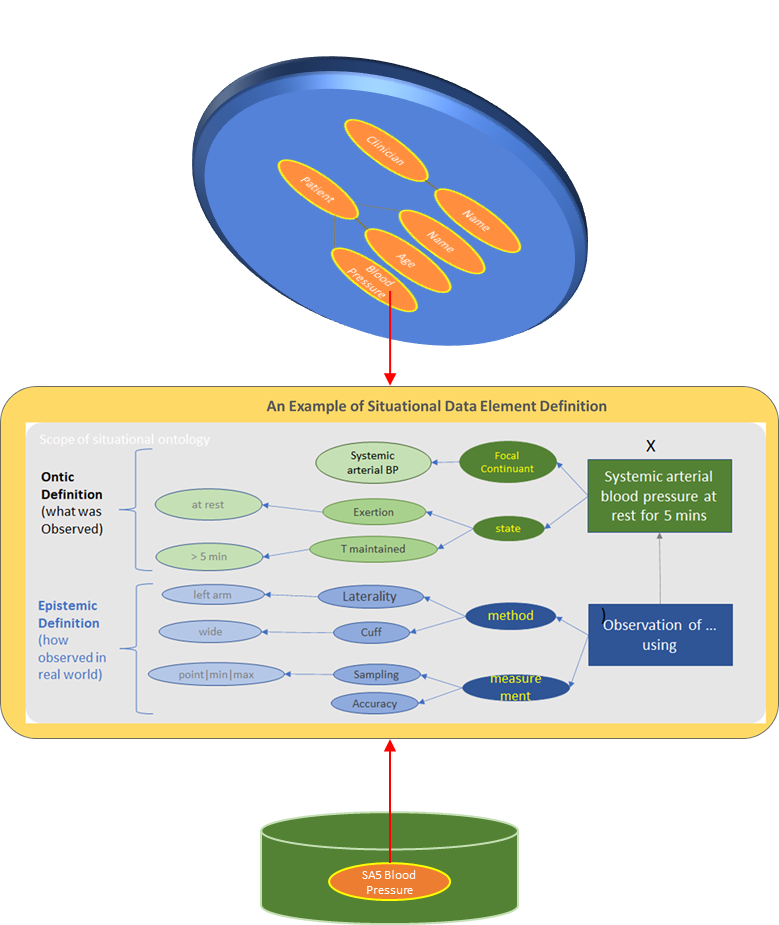 Clinician
Patient
Name
Name
Age
Blood
Pressure
An Example of Situational Data Element Definition
Scope of situational ontology
X
Ontic
Definition
(what was
Observed)
Systemic
arterial BP
Focal
Continuant
Systemic arterial
blood pressure at
rest for 5 mins
at rest
Exertion
state
> 5 min
T maintained
Epistemic
Definition
(how
observed in
real world)
left arm
Laterality
method
)
Observation of ...
using
wide
Cuff
point|min|max
Sampling
measure
ment
Accuracy
SA5 Blood
Pressure